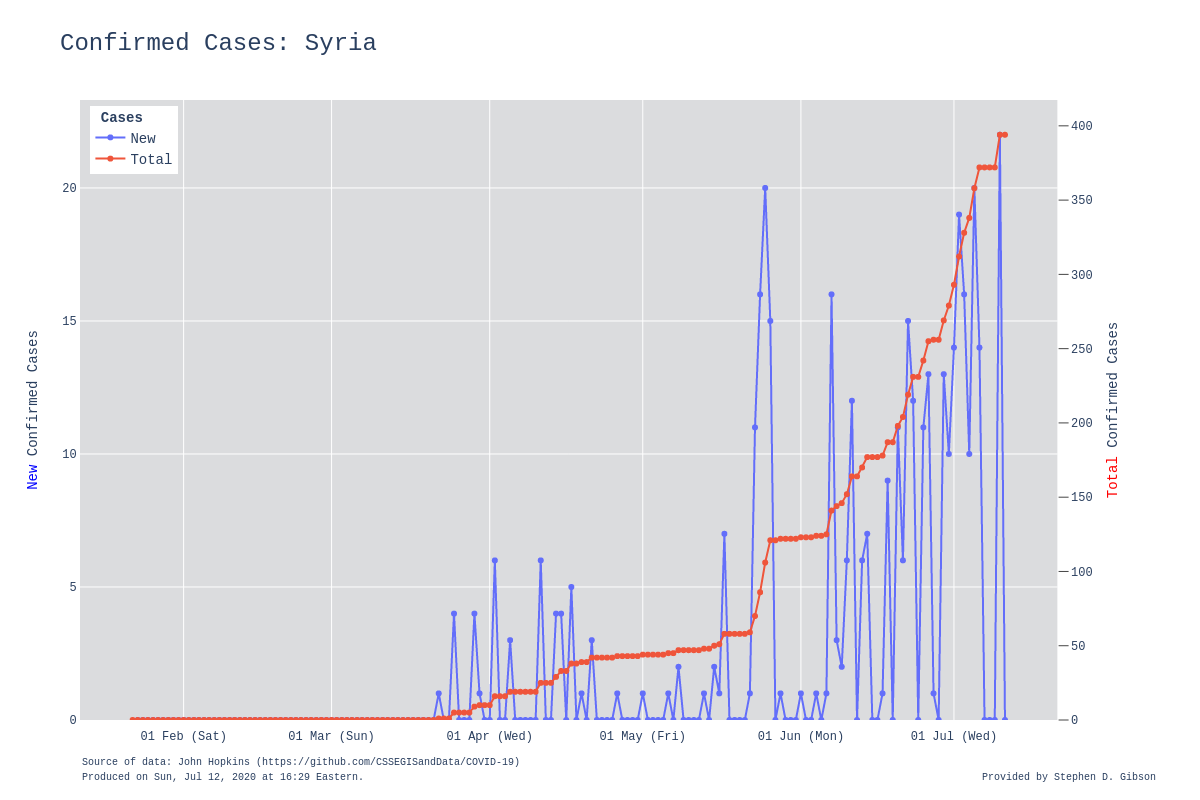 Confirmed Cases: Syria
Cases
New
Total
20
15
10
5
0
400
350
300
250
200
150
100
50
0
New Confirmed Cases
Total Confirmed Cases
01 Feb (Sat)
01 Mar (Sun)
01 Apr (Wed)
01 May (Fri)
01 Jun (Mon)
01 Jul (Wed)
Source of data: John Hopkins (https://github.com/CSSEGISandData/COVID-19)
Produced on Sun, Jul 12, 2020 at 16:29 Eastern.
Provided by Stephen D. Gibson